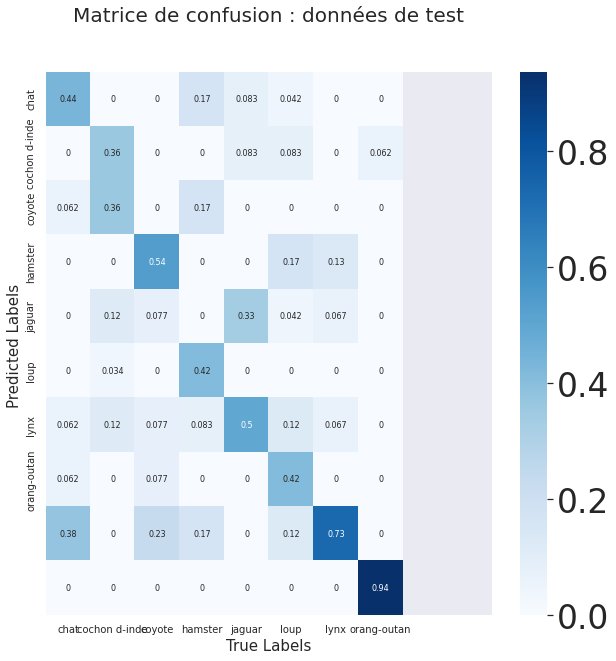 Matrice de confusion : données de test
chat
0.44 0 0 0.17 0.083 0.042 0 0
cochon d-inde
0 0.36 0 0 0.083 0.083 0 0.062
coyote
0.062 0.36 0 0.17 0 0 0 0
hamster
0 0 0.54 0 0 0.17 0.13 0
jaguar
0 0.12 0.077 0 0.33 0.042 0.067 0
loup
0 0.034 0 0.42 0 0 0 0
lynx
0.062 0.12 0.077 0.083 0.5 0.12 0.067 0
orang-outan
0.062 0 0.077 0 0 0.42 0 0
0.38 0 0.23 0.17 0 0.12 0.73 0
0 0 0 0 0 0 0 0.94
Predicted Labels
chat cochon d-inde coyote hamster jaguar loup lynx orang-outan
True Labels
0.8
0.6
0.4
0.2
0.0